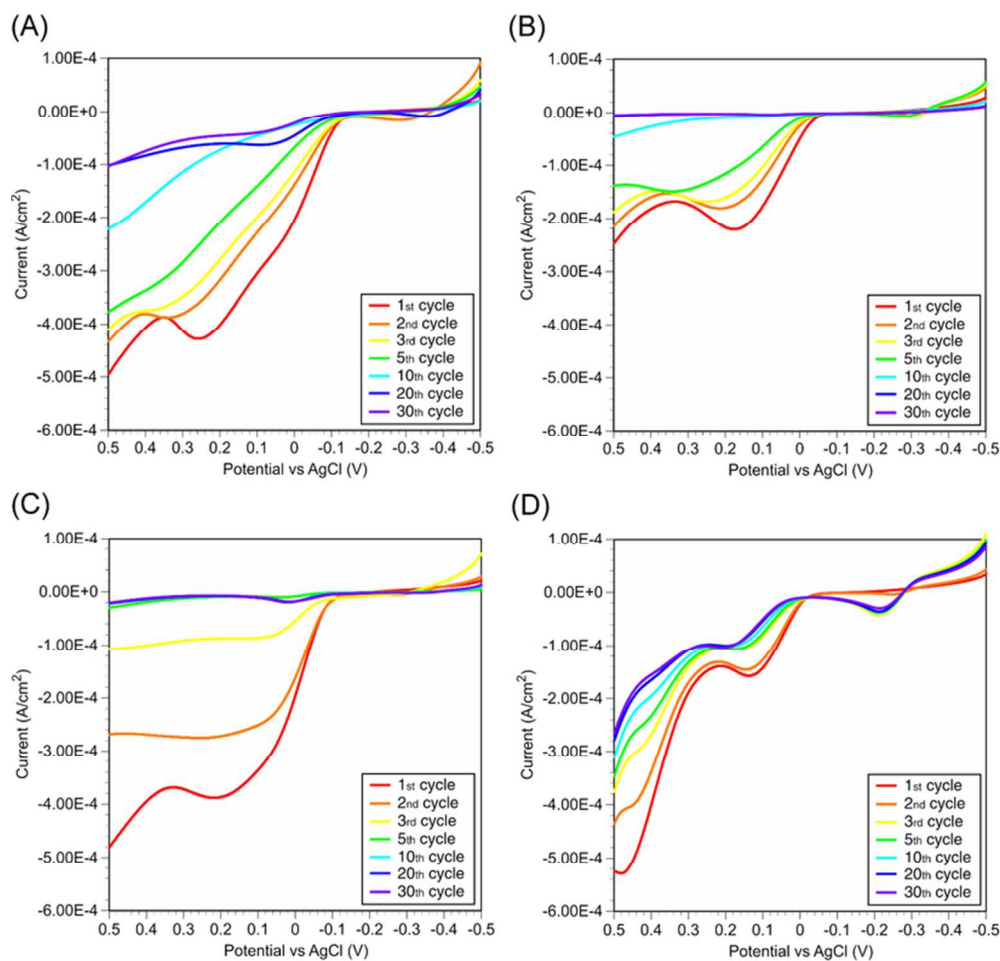 (A)
1.00E-4
0.00E+0
-1.00E-4
-2.00E-4
-3.00E-4
-4.00E-4
-5.00E-4
-6.00E-4
Current (A/cm²)
1st cycle
2nd cycle
3rd cycle
5th cycle
10th cycle
20th cycle
30th cycle
0.5 0.4 0.3 0.2 0.1 0 -0.1 -0.2 -0.3 -0.4 -0.5
Potential vs AgCl (V)
(B)
1.00E-4
0.00E+0
-1.00E-4
-2.00E-4
-3.00E-4
-4.00E-4
-5.00E-4
-6.00E-4
Current (A/cm²)
1st cycle
2nd cycle
3rd cycle
5th cycle
10th cycle
20th cycle
30th cycle
0.5 0.4 0.3 0.2 0.1 0 -0.1 -0.2 -0.3 -0.4 -0.5
Potential vs AgCl (V)
(C)
1.00E-4
0.00E+0
-1.00E-4
-2.00E-4
-3.00E-4
-4.00E-4
-5.00E-4
-6.00E-4
Current (A/cm²)
1st cycle
2nd cycle
3rd cycle
5th cycle
10th cycle
20th cycle
30th cycle
0.5 0.4 0.3 0.2 0.1 0 -0.1 -0.2 -0.3 -0.4 -0.5
Potential vs AgCl (V)
(D)
1.00E-4
0.00E+0
-1.00E-4
-2.00E-4
-3.00E-4
-4.00E-4
-5.00E-4
-6.00E-4
Current (A/cm²)
1st cycle
2nd cycle
3rd cycle
5th cycle
10th cycle
20th cycle
30th cycle
0.5 0.4 0.3 0.2 0.1 0 -0.1 -0.2 -0.3 -0.4 -0.5
Potential vs AgCl (V)